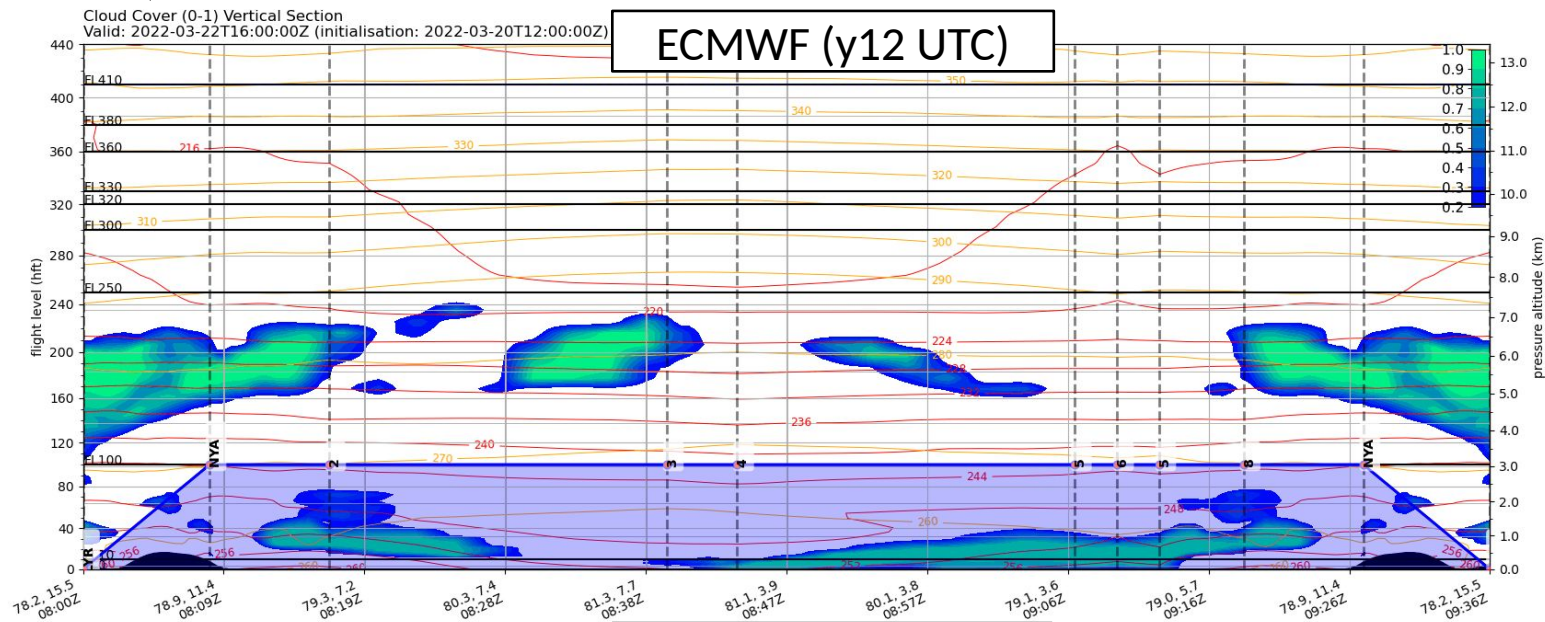 Cloud Cover (0-1) Vertical Section
Valid: 2022-03-22T16:00:00Z (initialisation: 2022-03-20T12:00:00Z)
ECMWF (y12 UTC)
flight level (hft)
440
400
360
320
280
240
200
160
120
80
40
0
FL410
FL380
FL360
FL330
FL320
FL300
FL250
FL100
350
340
330
320
310
300
290
280
270
260
216
220
224
236
240
244
248
256
256
256
260
260
NYA
2
3
4
5
6
5
8
NYA
1.0
0.9
0.8
0.7
0.6
0.5
0.4
0.3
0.2
13.0
12.0
11.0
10.0
9.0
8.0
7.0
6.0
5.0
4.0
3.0
2.0
1.0
0.0
pressure altitude (km)
78.2, 15.5
08:00Z
78.9, 11.4
08:09Z
79.3, 7.2
08:19Z
80.3, 7.4
08:28Z
81.3, 7.7
08:38Z
81.1, 3.9
08:47Z
80.1, 3.8
08:57Z
79.1, 3.6
09:06Z
79.0, 5.7
09:16Z
78.9, 11.4
09:26Z
78.2, 15.5
09:36Z